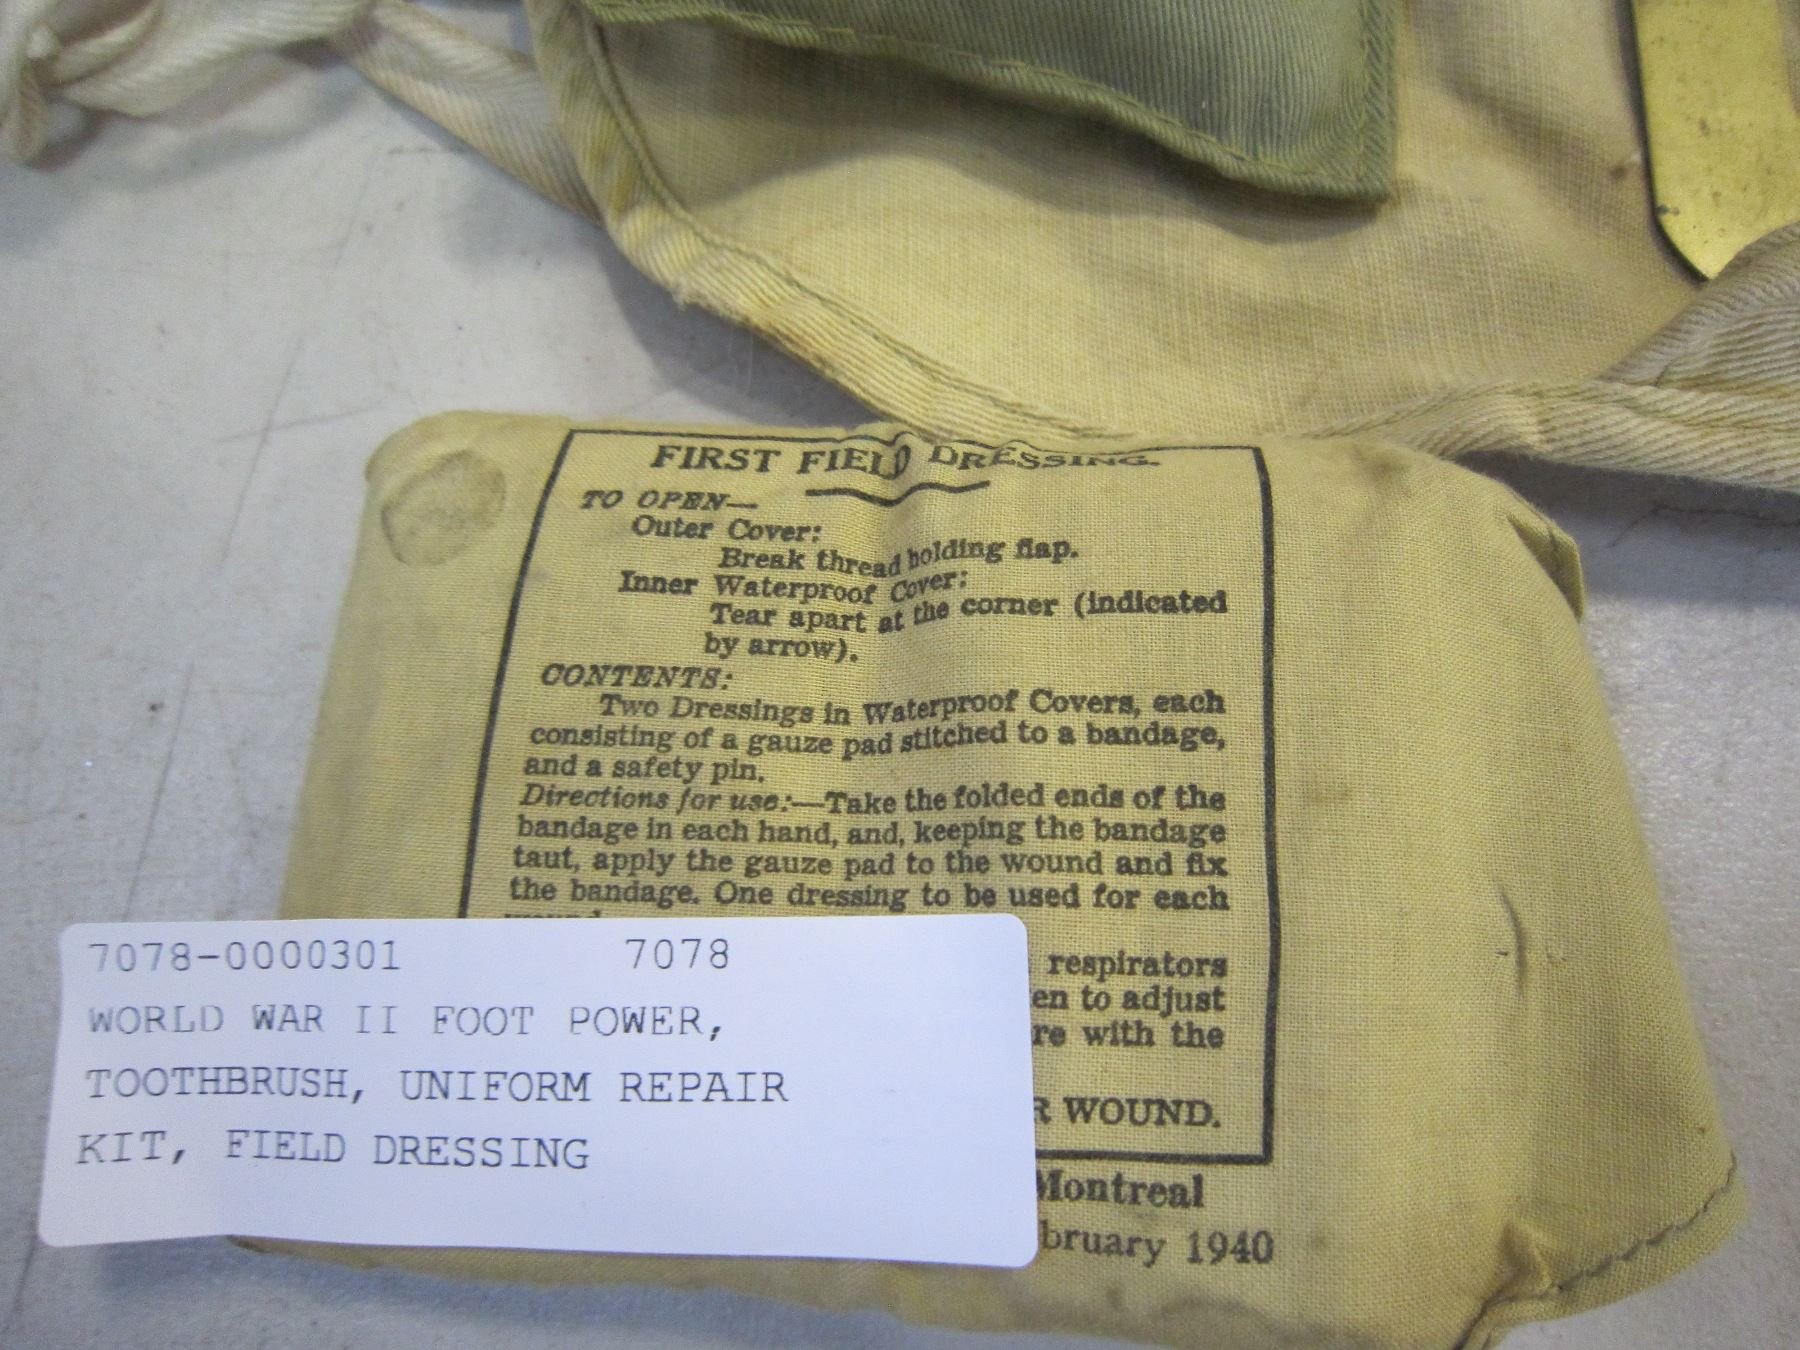 FIRST FIELD DRESSING.
TO OPEN—
Outer Cover:
Break thread holding flap.
Inner Waterproof Cover:
Tear apart at the corner (indicated
by arrow).
CONTENTS:
Two Dressings in Waterproof Covers, each
consisting of a gauze pad stitched to a bandage,
and a safety pin.
Directions for use:—Take the folded ends of the
bandage in each hand, and, keeping the bandage
taut, apply the gauze pad to the wound and fix
the bandage. One dressing to be used for each
respirators
to adjust
with the
WOUND.
Montreal
1940
7078-0000301 7078
WORLD WAR II FOOT POWER,
TOOTHBRUSH, UNIFORM REPAIR
KIT, FIELD DRESSING